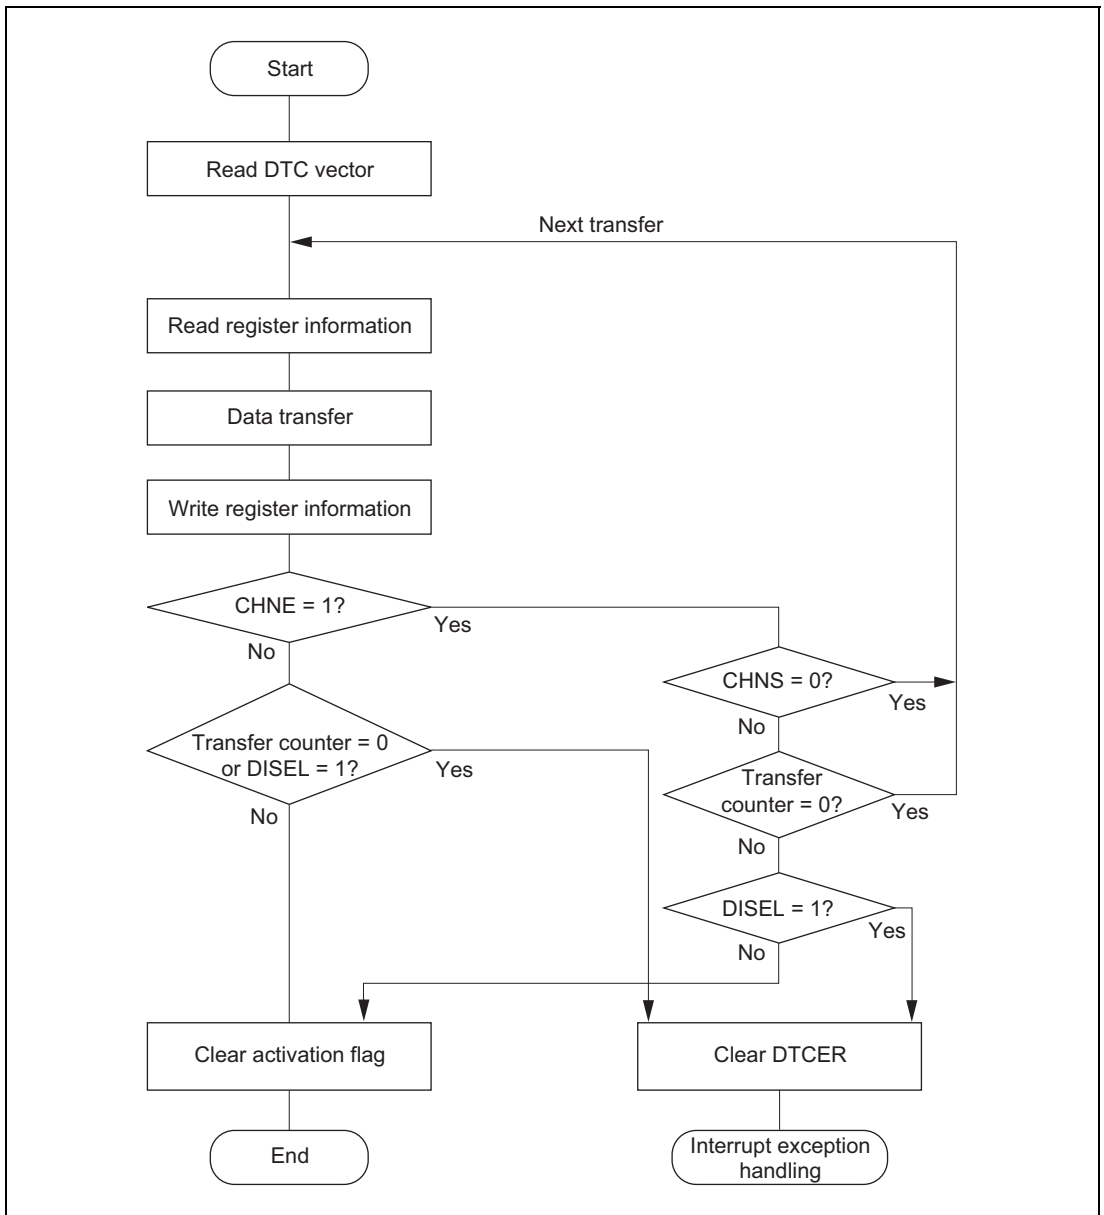 Start
Read DTC vector
Next transfer
Read register information
Data transfer
Write register information
CHNE = 1?
Yes
No
CHNS = 0?
Yes
No
Transfer counter = 0
or DISEL = 1?
Yes
No
Transfer
counter = 0?
Yes
No
DISEL = 1?
Yes
No
Clear activation flag
Clear DTCER
End
Interrupt exception
handling